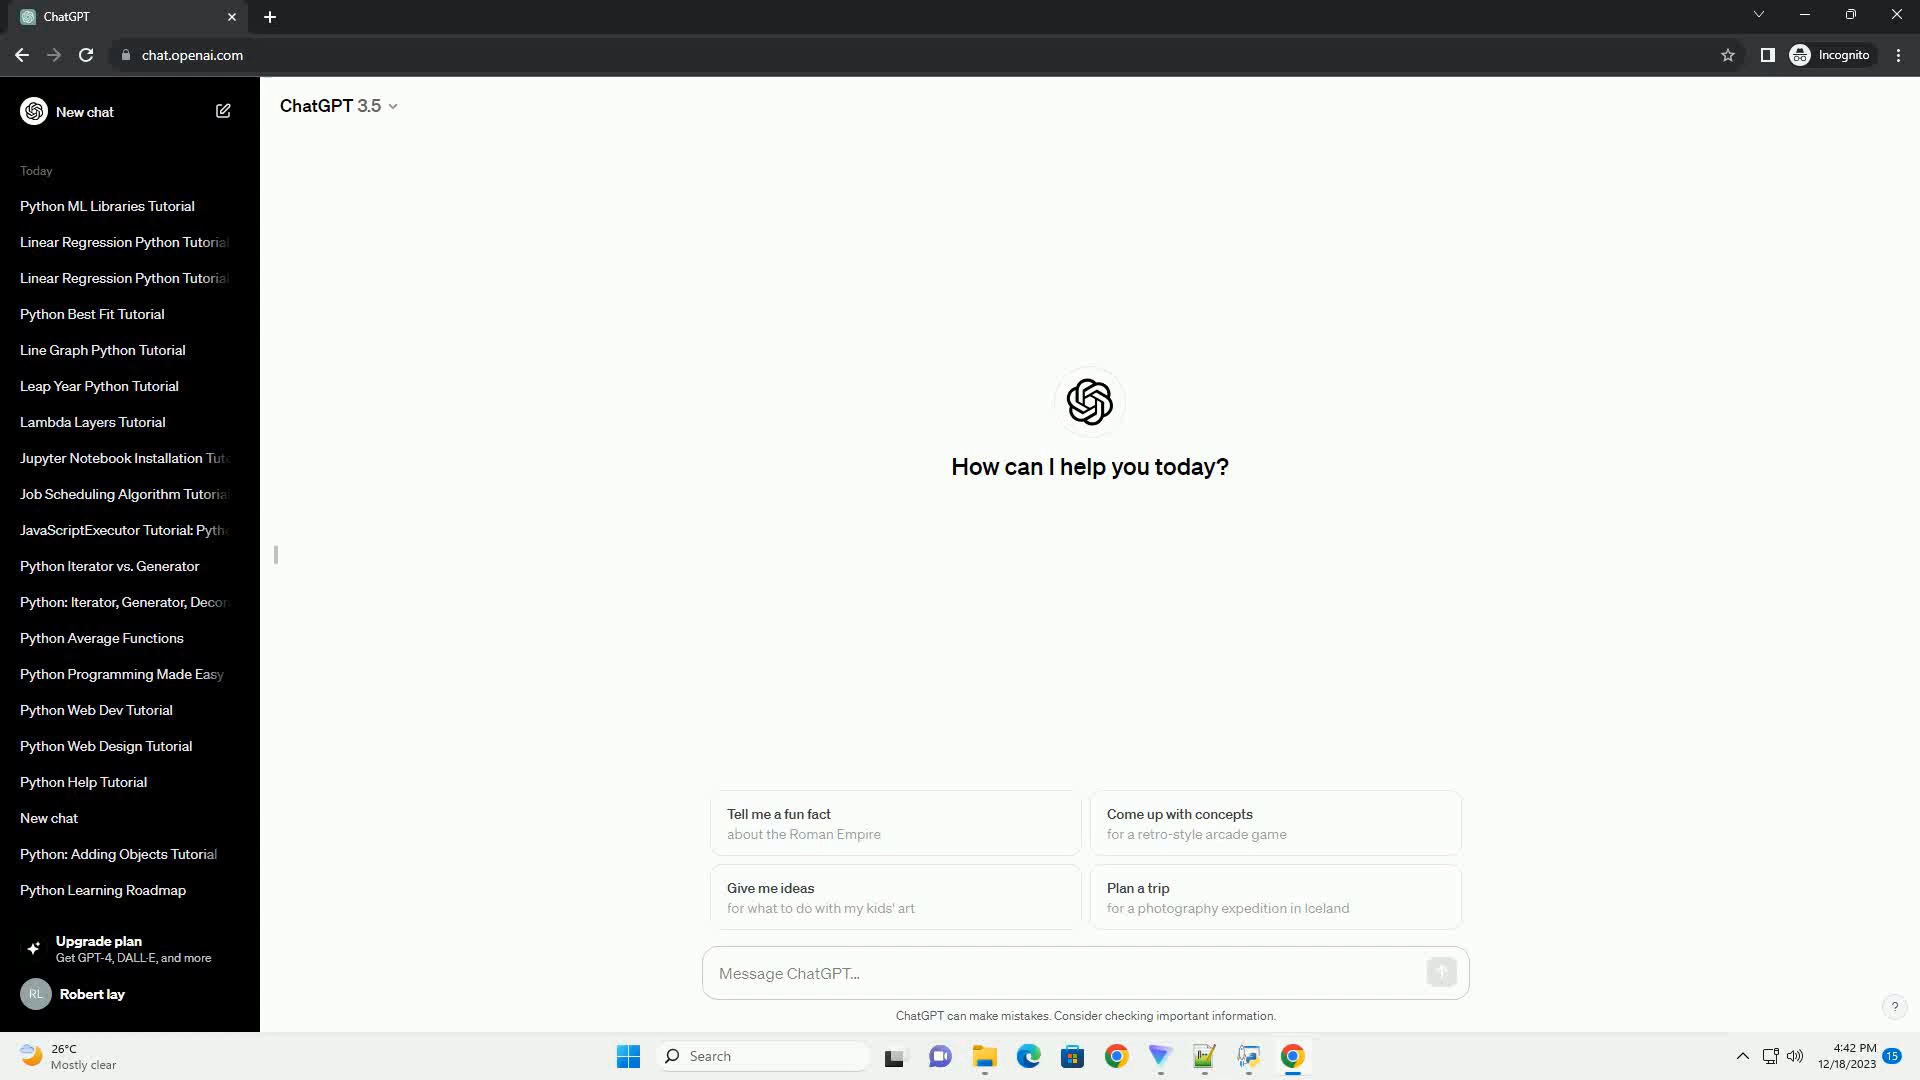 ChatGPT
chat.openai.com
Incognito
New chat
ChatGPT 3.5
Today
Python ML Libraries Tutorial
Linear Regression Python Tutorial
Linear Regression Python Tutorial
Python Best Fit Tutorial
Line Graph Python Tutorial
Leap Year Python Tutorial
Lambda Layers Tutorial
Jupyter Notebook Installation Tut
Job Scheduling Algorithm Tutorial
JavaScriptExecutor Tutorial: Pyth
Python Iterator vs. Generator
Python: Iterator, Generator, Decor
Python Average Functions
Python Programming Made Easy
Python Web Dev Tutorial
Python Web Design Tutorial
Python Help Tutorial
New chat
Python: Adding Objects Tutorial
Python Learning Roadmap
Upgrade plan
Get GPT-4, DALL·E, and more
RL
Robert lay
How can I help you today?
Tell me a fun fact
about the Roman Empire
Come up with concepts
for a retro-style arcade game
Give me ideas
for what to do with my kids' art
Plan a trip
for a photography expedition in Iceland
Message ChatGPT...
ChatGPT can make mistakes. Consider checking important information.
?
26°C
Mostly clear
Search
4:42 PM
12/18/2023
15